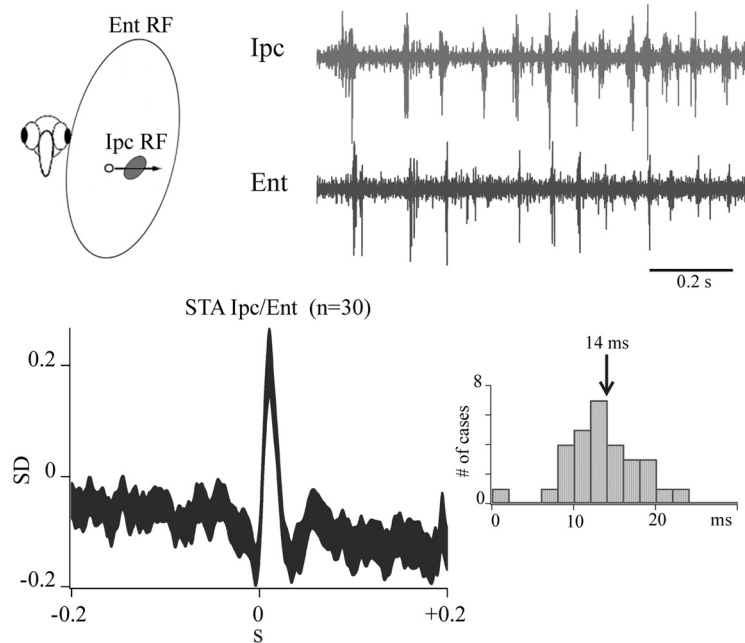 Ent RF
Ipc RF
Ipc
Ent
0.2 s
STA Ipc/Ent (n=30)
0.2
0
-0.2
SD
-0.2
0
+0.2
s
14 ms
8
# of cases
0
0
10
20
ms